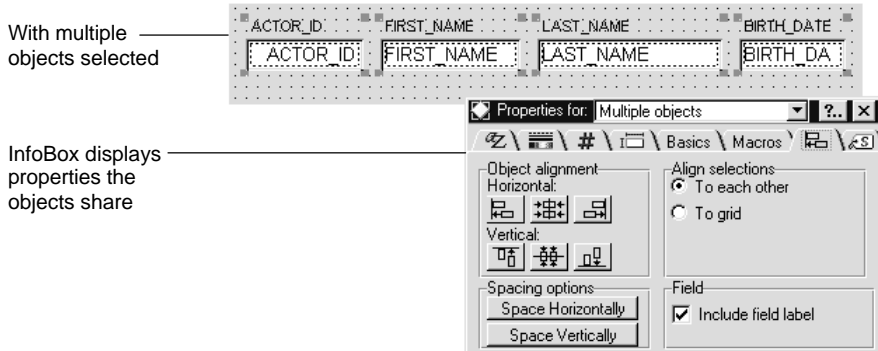 With multiple
objects selected
ACTOR_ID FIRST_NAME LAST_NAME BIRTH_DATE
ACTOR_ID FIRST_NAME LAST_NAME BIRTH_DA
InfoBox displays
properties the
objects share
Properties for: Multiple objects ?..
# Basics Macros
Object alignment
Horizontal:
Vertical:
Align selections
To each other
To grid
Spacing options
Space Horizontally
Space Vertically
Field
Include field label